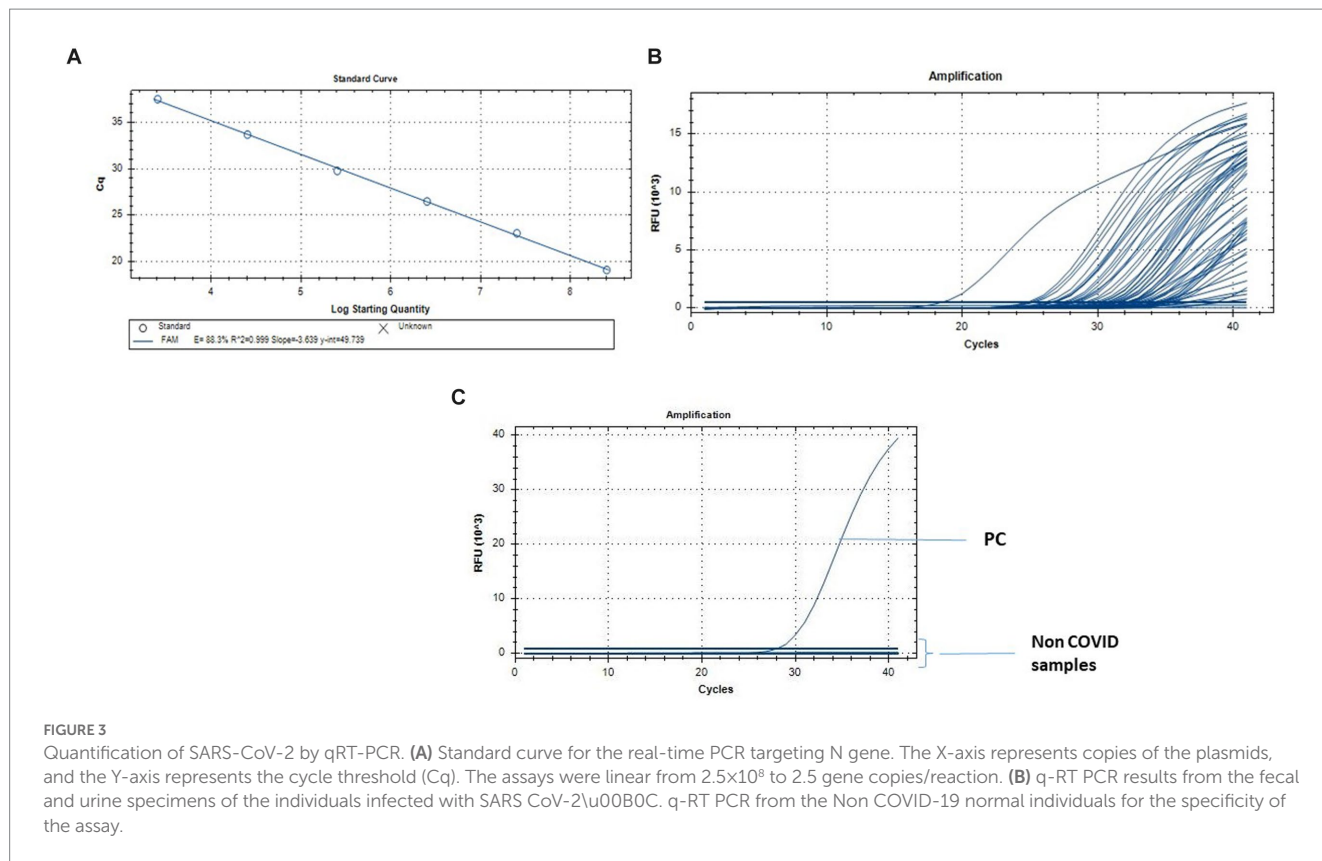 A
Standard Curve
35
30
25
20
Cq
4
5
6
7
8
Log Starting Quantity
Standard
Unknown
FAM E= 88.3% R^2=0.999 Slope=-3.639 y-int=49.739
B
Amplification
15
10
5
0
RFU (10^3)
0
10
20
30
40
Cycles
C
Amplification
40
30
20
10
0
RFU (10^3)
0
10
20
30
40
Cycles
PC
Non COVID
samples
FIGURE 3
Quantification of SARS-CoV-2 by qRT-PCR. (A) Standard curve for the real-time PCR targeting N gene. The X-axis represents copies of the plasmids,
and the Y-axis represents the cycle threshold (Cq). The assays were linear from 2.5×10⁸ to 2.5 gene copies/reaction. (B) q-RT PCR results from the fecal
and urine specimens of the individuals infected with SARS CoV-2\u00B0C. q-RT PCR from the Non COVID-19 normal individuals for the specificity of
the assay.